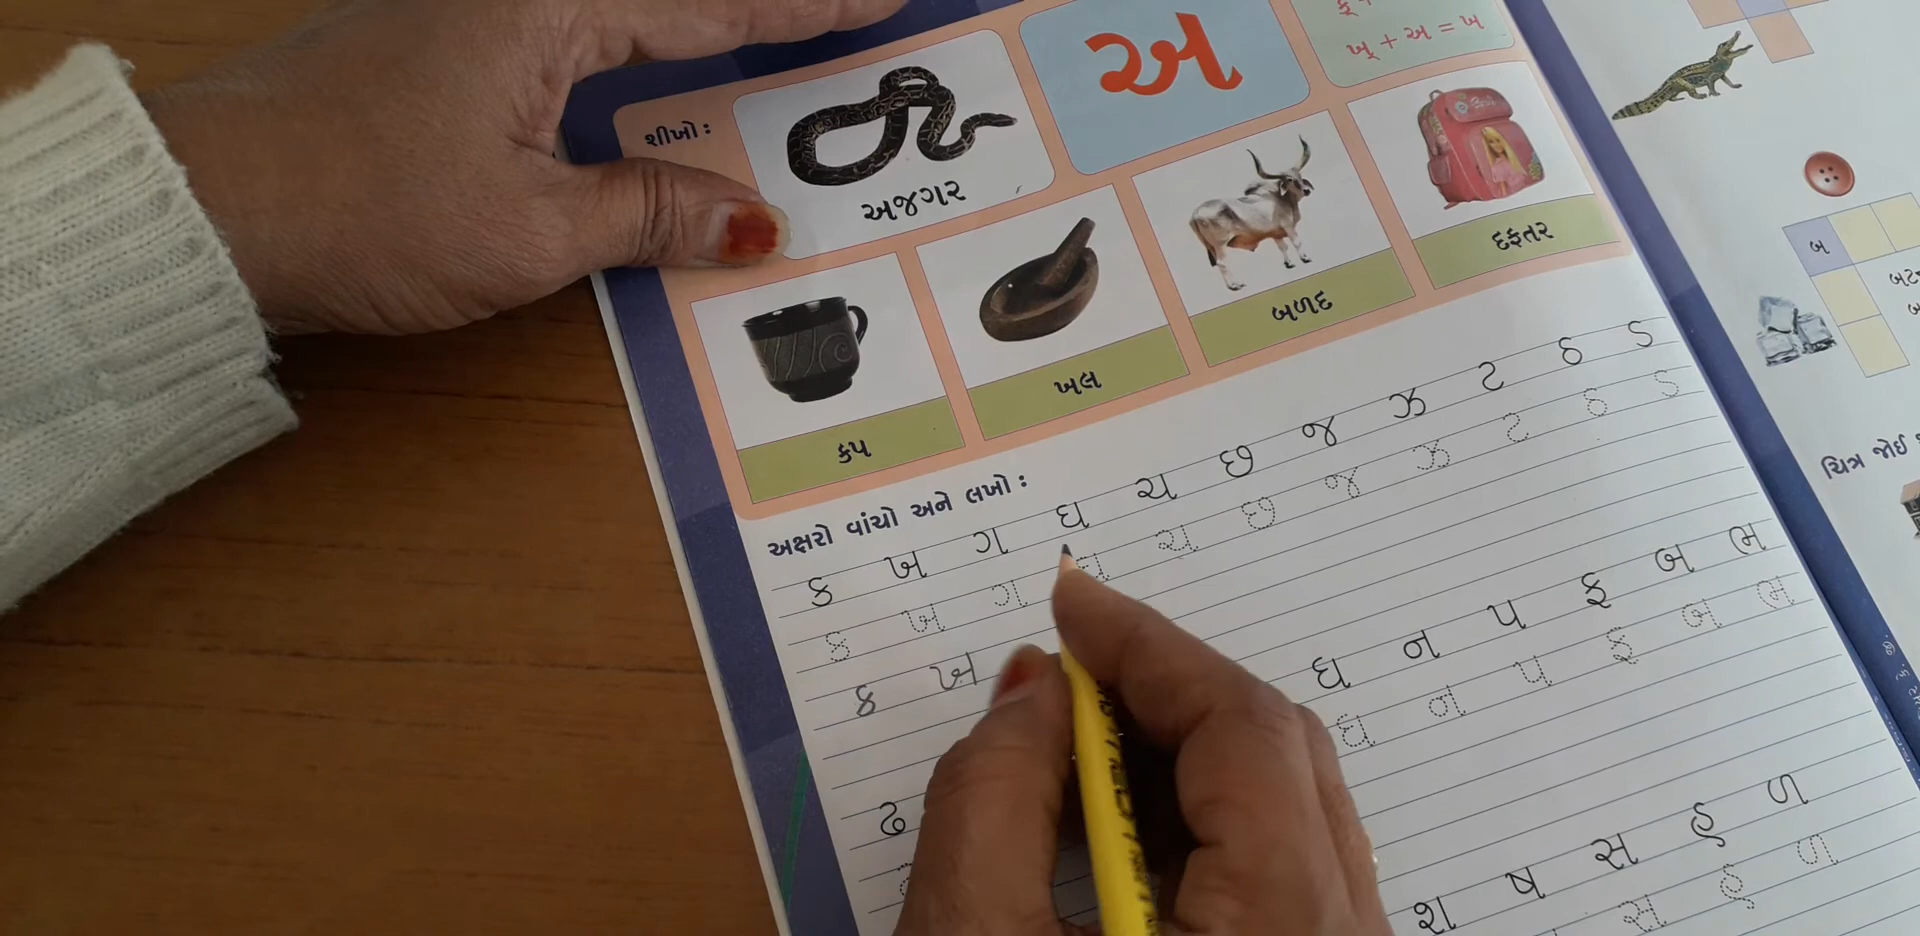 અ
ખ્ + અ = ખ
શીખો :
અજગર
દફતર
બળદ
ખલ
કપ
અક્ષરો વાંચો અને લખો :
ક ખ ગ ઘ ચ છ જ ઝ ટ ઠ ડ
ક ખ ગ ઘ ચ છ જ ઝ ટ ઠ ડ
ક ખ
ઢ ધ ન પ ફ બ ભ
ધ ન પ ફ બ ભ
શ ષ સ હ ળ
સ હ ળ
બ
ચિત્ર જોઈ